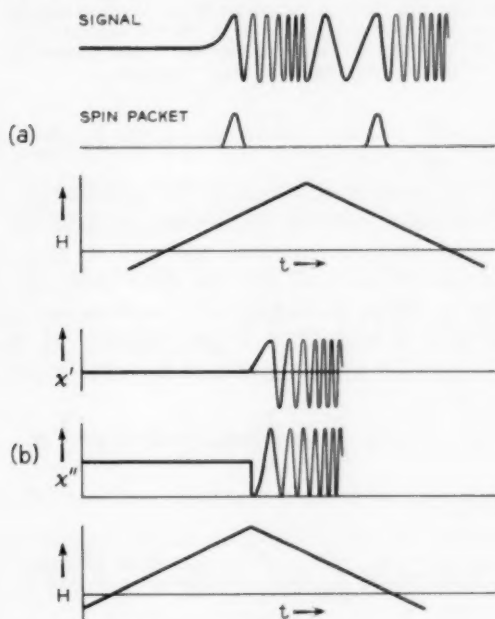 SIGNAL
SPIN PACKET
(a)
H
t
χ'
(b)
χ"
H
t